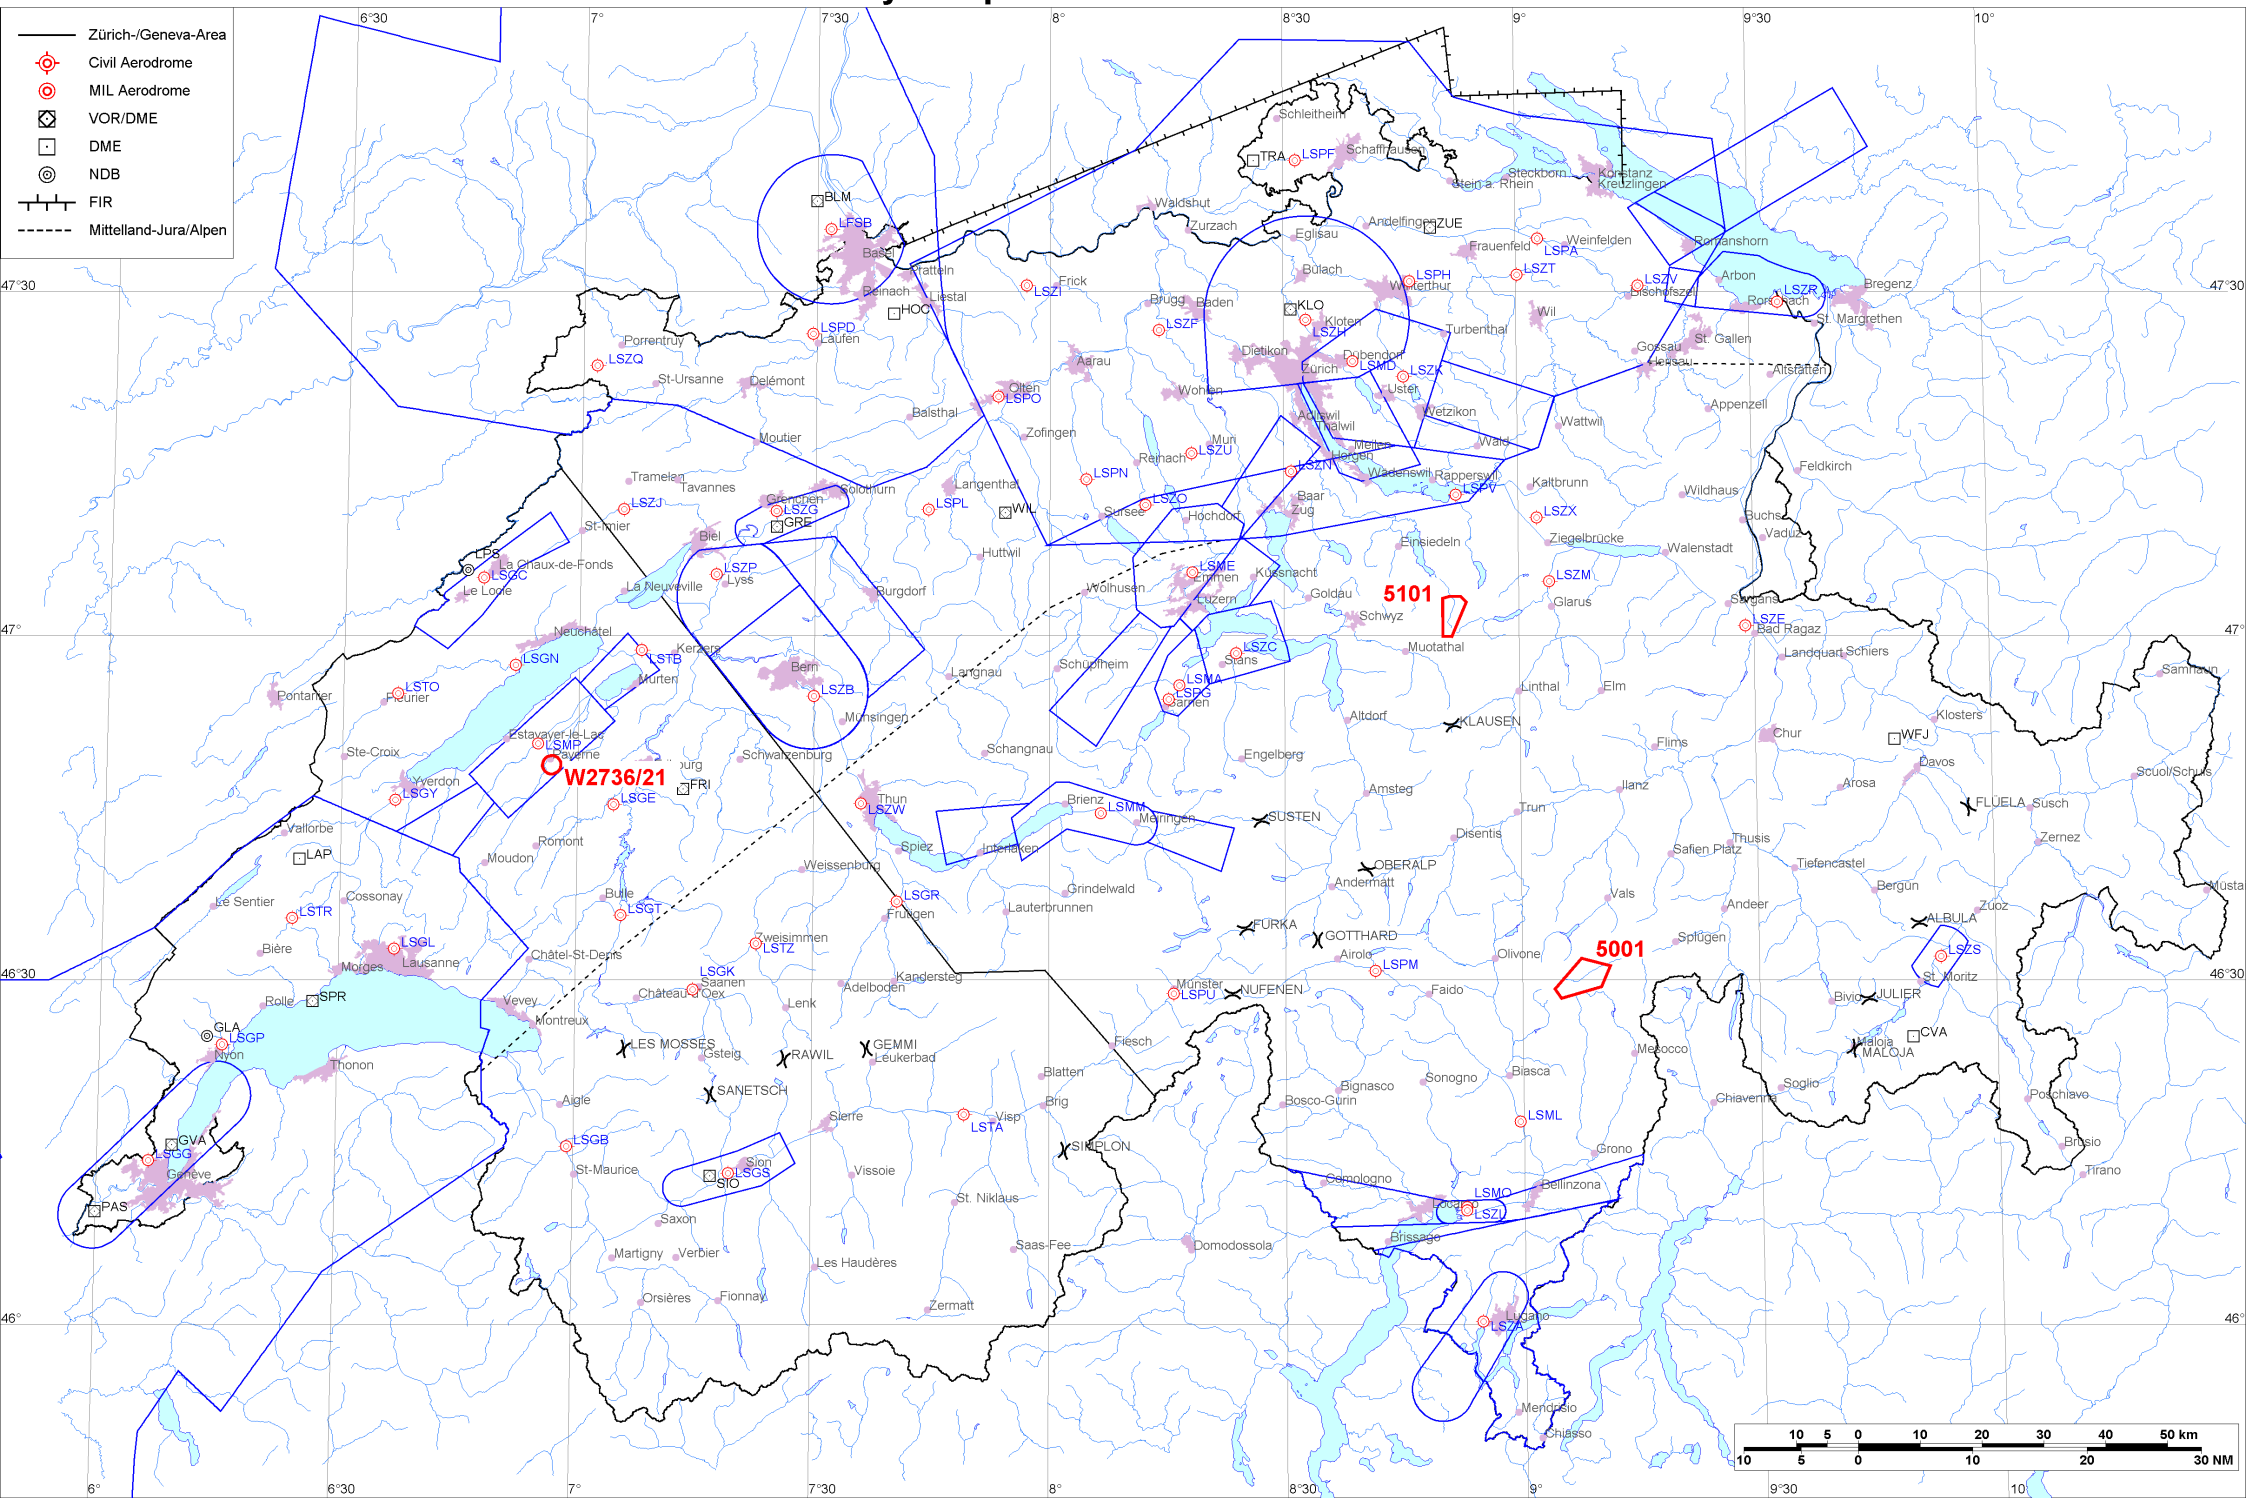 6°30
7°
7°30
8°
8°30
9°
9°30
10°
Zürich-/Geneva-Area
Civil Aerodrome
MIL Aerodrome
VOR/DME
DME
NDB
FIR
Mittelland-Jura/Alpen
Schleitheim
TRA
LSPF
Schaffhausen
Steckborn
Konstanz
Kreuzlingen
Stein a. Rhein
BLM
LFSB
Basel
Waldshut
Zurzach
Eglisau
Andelfingen
ZUE
Weinfelden
LSPA
Romanshorn
Frauenfeld
Pratteln
Bülach
LSPH
Winterthur
LSZT
LSZV
Bischofszell
Arbon
LSZR
Rorschach
Bregenz
47°30
47°30
Reinach
Liestal
HOC
LSZI
Frick
Brugg
Baden
KLO
Kloten
LSZH
Wil
St. Margrethen
LSPD
Laufen
LSZF
Turbenthal
St. Gallen
Gossau
Herisau
Porrentruy
LSZQ
Aarau
Dietikon
Dübendorf
LSMD
Zürich
LSZK
Altstätten
St-Ursanne
Delémont
Olten
LSPO
Wohlen
Uster
Wetzikon
Appenzell
Balsthal
Adliswil
Thalwil
Wattwil
Moutier
Zofingen
Muri
LSZU
Meilen
Horgen
Wald
Reinach
LSZN
Wädenswil
Rapperswil
LSPV
Feldkirch
Tramelan
Tavannes
LSPN
Kaltbrunn
Wildhaus
Grenchen
Solothurn
Langenthal
LSZJ
LSZG
GRE
LSPL
WIL
LSZO
Sursee
Baar
Zug
Hochdorf
LSZX
Buchs
St-Imier
Biel
Einsiedeln
Ziegelbrücke
Vaduz
Walenstadt
LPS
La Chaux-de-Fonds
LSGC
Le Locle
LSZP
Lyss
Huttwil
LSME
Emmen
Küssnacht
LSZM
La Neuveville
Burgdorf
Wolhusen
Luzern
Goldau
5101
Glarus
Sargans
Schwyz
LSZE
Bad Ragaz
47°
47°
Neuchâtel
Kerzers
LSGN
LSTB
Bern
Muotathal
LSZC
Stans
Landquart
Schiers
Samnaun
Murten
LSZB
Langnau
Schüpfheim
LSMA
LSPG
Sarnen
Linthal
Elm
Pontarlier
LSTO
Fleurier
Münsingen
Altdorf
KLAUSEN
Klosters
Estavayer-le-Lac
LSMP
Payerne
Ste-Croix
Schwarzenburg
Schangnau
Engelberg
Flims
Chur
WFJ
W2736/21
FRI
Yverdon
LSGY
LSGE
Thun
LSZW
Brienz
LSMM
Meiringen
Amsteg
Trun
Ilanz
Arosa
Davos
Scuol/Schuls
FLUELA
Susch
Vallorbe
SUSTEN
Disentis
Thusis
Zernez
LAP
Romont
Moudon
Spiez
Interlaken
Safien Platz
Tiefencastel
Weissenburg
OBERALP
Andermatt
Bergün
Cossonay
Le Sentier
Bulle
LSGT
LSGR
Frutigen
Grindelwald
Lauterbrunnen
Vals
Andeer
Zuoz
ALBULA
LSTR
FURKA
GOTTHARD
Zweisimmen
LSTZ
Splügen
Bière
LSGL
Lausanne
Morges
Châtel-St-Denis
Airolo
LSPM
Olivone
5001
LSZS
46°30
46°30
LSGK
Saanen
Château d'Oex
Kandersteg
Adelboden
Münster
LSPU
NUFENEN
Faido
St. Moritz
JULIER
Bivio
Rolle
SPR
Vevey
Montreux
Lenk
GLA
LSGP
Nyon
LES MOSSES
Gsteig
RAWIL
GEMMI
Leukerbad
Fiesch
Mesocco
CVA
Maloja
MALOJA
Thonon
SANETSCH
Blatten
Bignasco
Sonogno
Biasca
Soglio
Aigle
Sierre
LSTA
Visp
Brig
Bosco-Gurin
LSML
Chiavenna
Poschiavo
GVA
LSGG
Genève
LSGB
SIMPLON
Grono
Brusio
Tirano
St-Maurice
Sion
LSGS
SIO
Vissoie
Comologno
Bellinzona
PAS
St. Niklaus
LSMO
Locarno
LSZL
Saxon
Brissago
Martigny
Verbier
Les Haudères
Saas-Fee
Domodossola
Orsières
Fionnay
Zermatt
46°
46°
Lugano
LSZA
Mendrisio
Chiasso
10 5 0 10 20 30 40 50 km
10 5 0 10 20 30 NM
6°
6°30
7°
7°30
8°
8°30
9°
9°30
10°